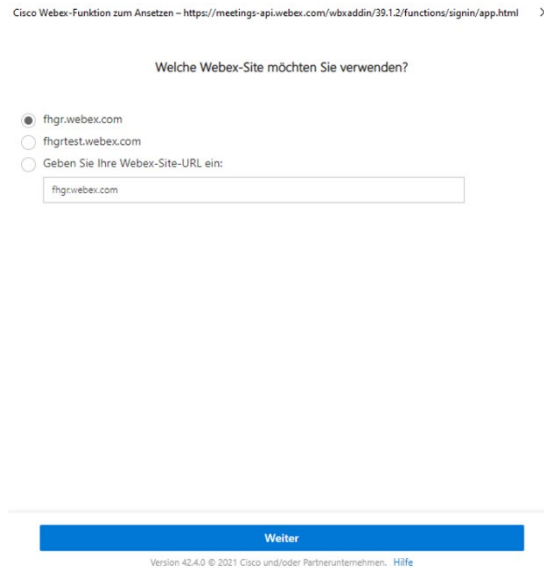 Cisco Webex-Funktion zum Ansetzen – https://meetings-api.webex.com/wbxaddin/39.1.2/functions/signin/app.html
Welche Webex-Site möchten Sie verwenden?
fhgr.webex.com
fhgrtest.webex.com
Geben Sie Ihre Webex-Site-URL ein:
fhgr.webex.com
Weiter
Version 42.4.0 © 2021 Cisco und/oder Partnerunternehmen. Hilfe